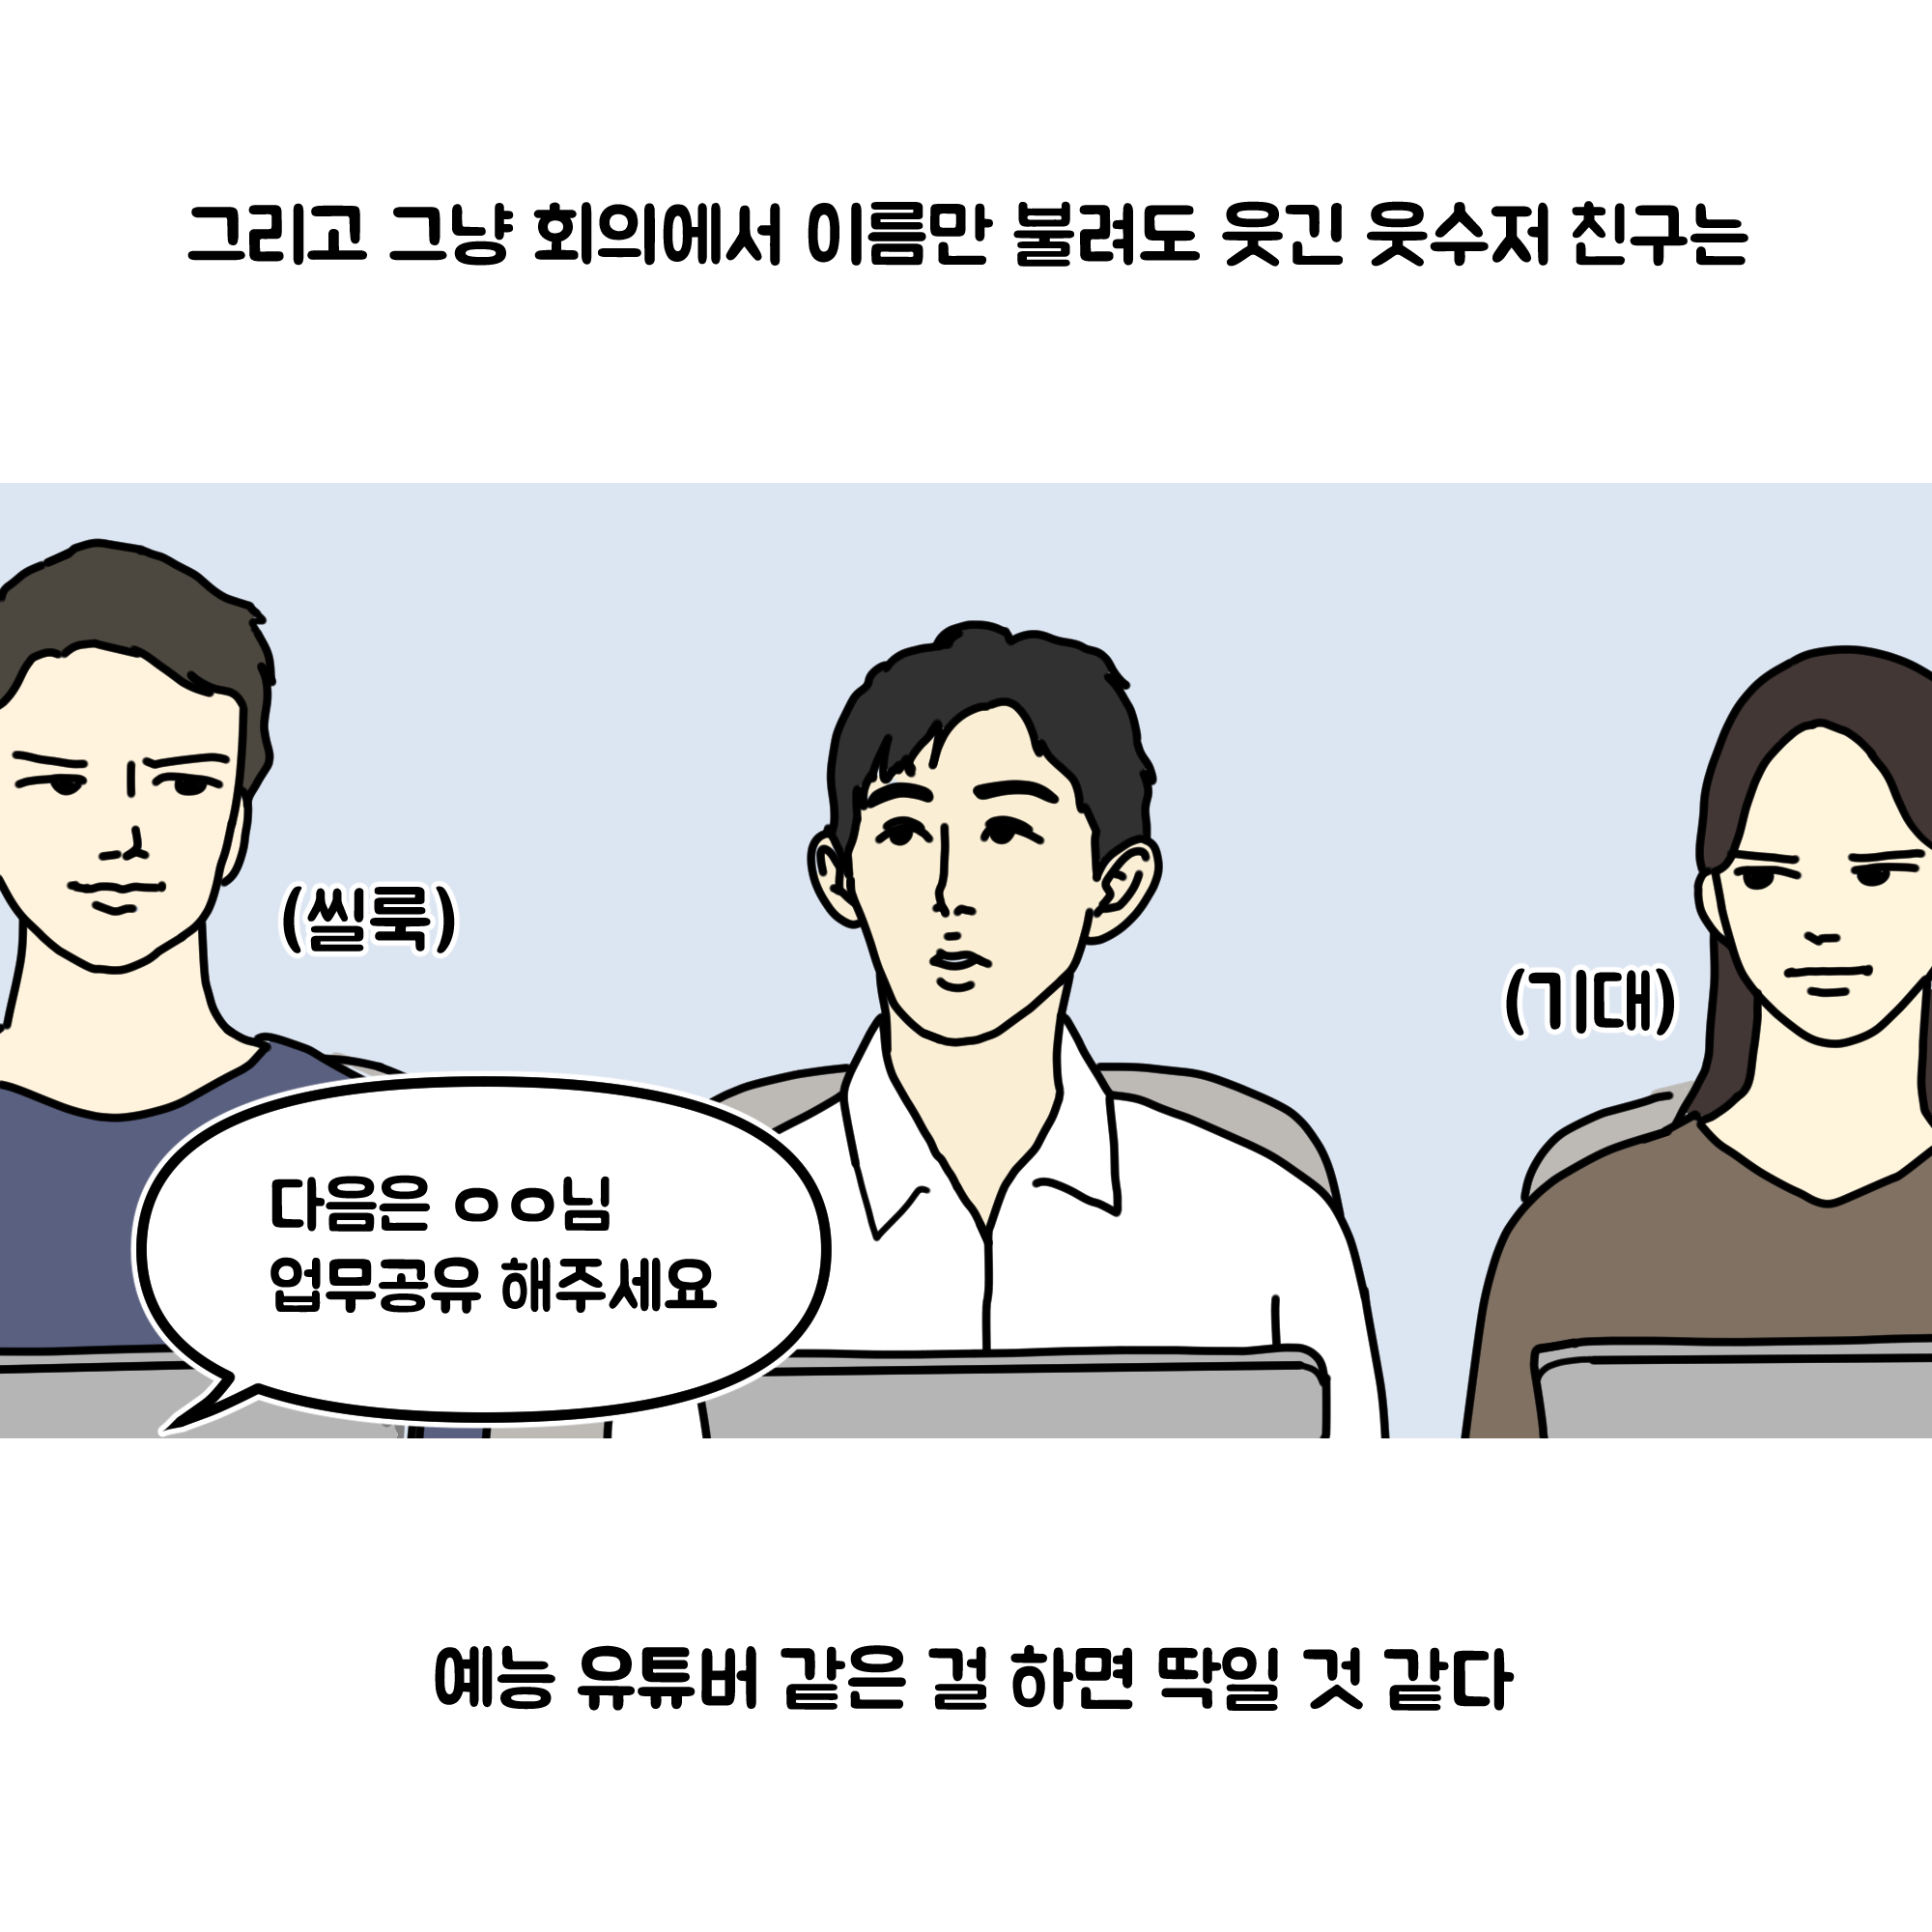 그리고 그냥 회의에서 이름만 불려도 웃긴 웃수저 친구는
(씰룩)
(기대)
다음은 ㅇㅇ님
업무공유 해주세요
예능 유튜버 같은 걸 하면 딱일 것 같다